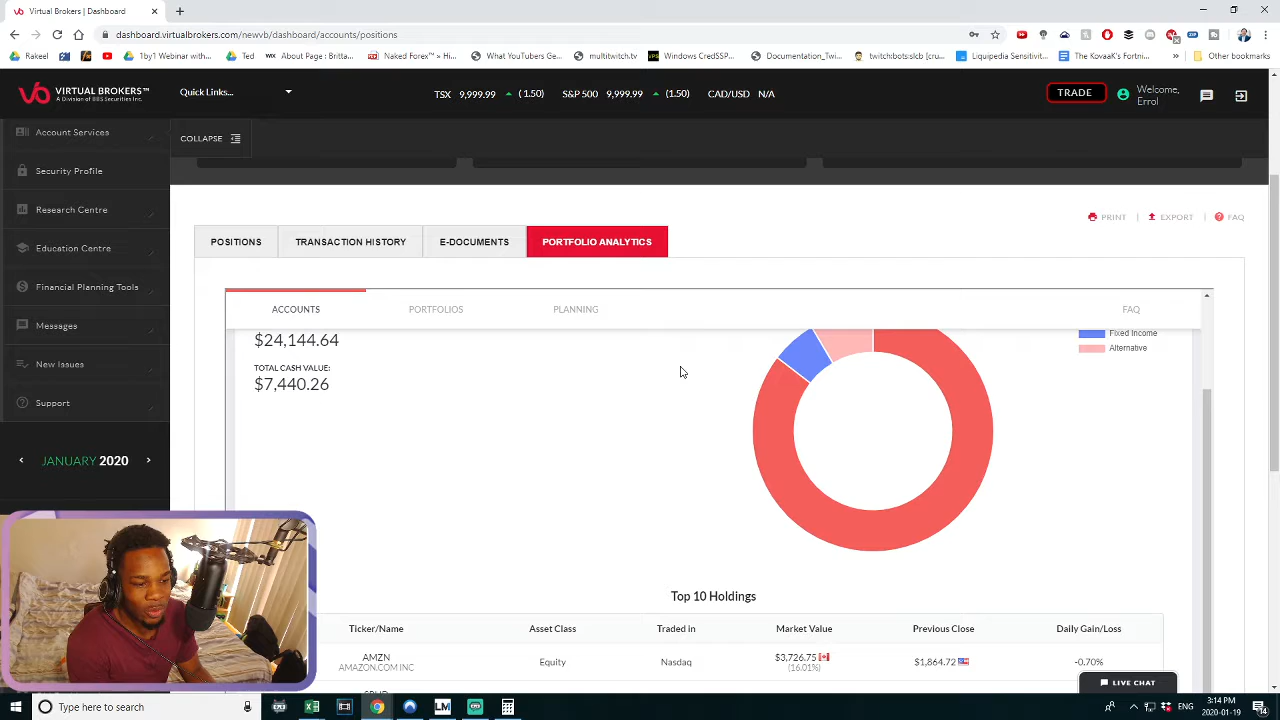 Virtual Brokers
dashboard.virtualbrokers.com/newvb/dashboard/accounts/positions
Error
Rakeel
Tby1 Webinar
Ted
About Page : Britta...
Naked Forex™ × Hi...
What YouTubers Ge...
multitwitch.tv
Windows CredSSP...
Documentation_Twi...
twitchbotsslcb [cru...
Liquipedia Sensitivit...
The KovaaK's Fortni...
»
Other bookmarks
VIRTUAL BROKERS™
A Division of BBS Securities Inc.
Quick Links...
TSX 9,999.99 (1.50) S&P 500 9,999.99 (1.50) CAD/USD N/A
TRADE
Welcome,
Errol
COLLAPSE
Account Services
Security Profile
Research Centre
Education Centre
Financial Planning Tools
Messages
New Issues
Support
JANUARY 2020
PRINT | EXPORT | FAQ
POSITIONS
TRANSACTION HISTORY
E-DOCUMENTS
PORTFOLIO ANALYTICS
ACCOUNTS
PORTFOLIOS
PLANNING
FAQ
$24,144.64
TOTAL CASH VALUE:
$7,440.26
Fixed Income
Alternative
Top 10 Holdings
Ticker/Name Asset Class Traded in Market Value Previous Close Daily Gain/Loss
AMZN
AMAZON.COM INC
Equity
Nasdaq
$3,726.75
(16.01%)
$1,864.72
-0.70%
LIVE CHAT
Type here to search
3:14 PM
2020-01-19